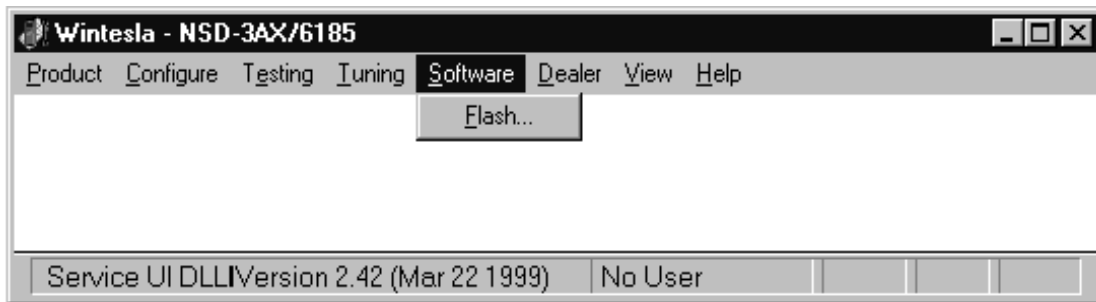 Wintesla - NSD-3AX/6185
Product Configure Testing Tuning Software Dealer View Help
Flash...
Service UI DLLIVersion 2.42 (Mar 22 1999) No User